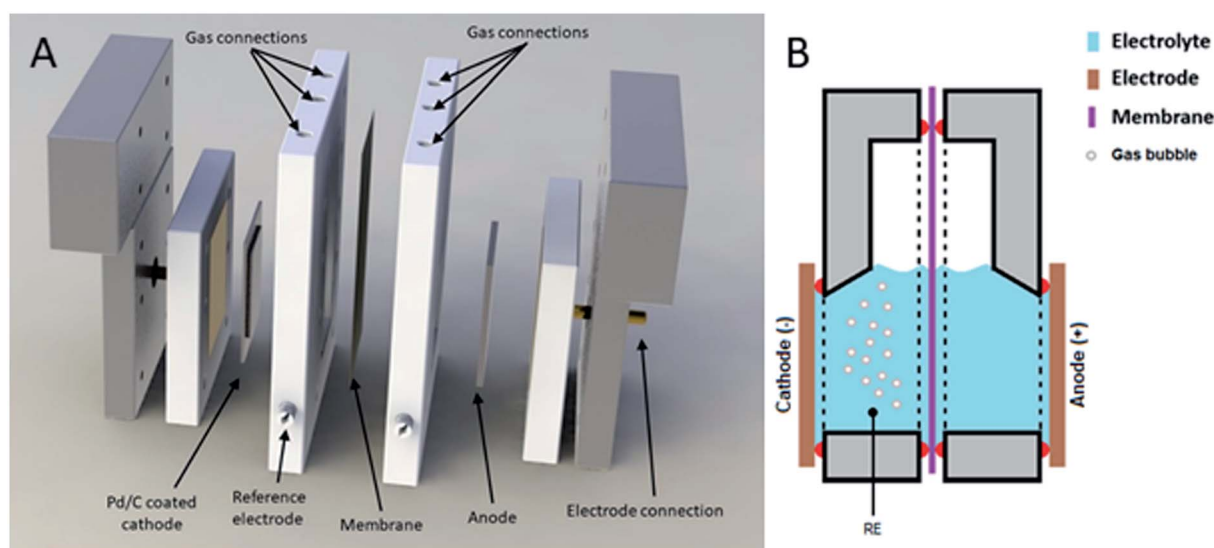 A
Gas connections
Gas connections
Pd/C coated
cathode
Reference
electrode
Membrane
Anode
Electrode connection
B
Electrolyte
Electrode
Membrane
Gas bubble
Cathode (-)
Anode (+)
RE